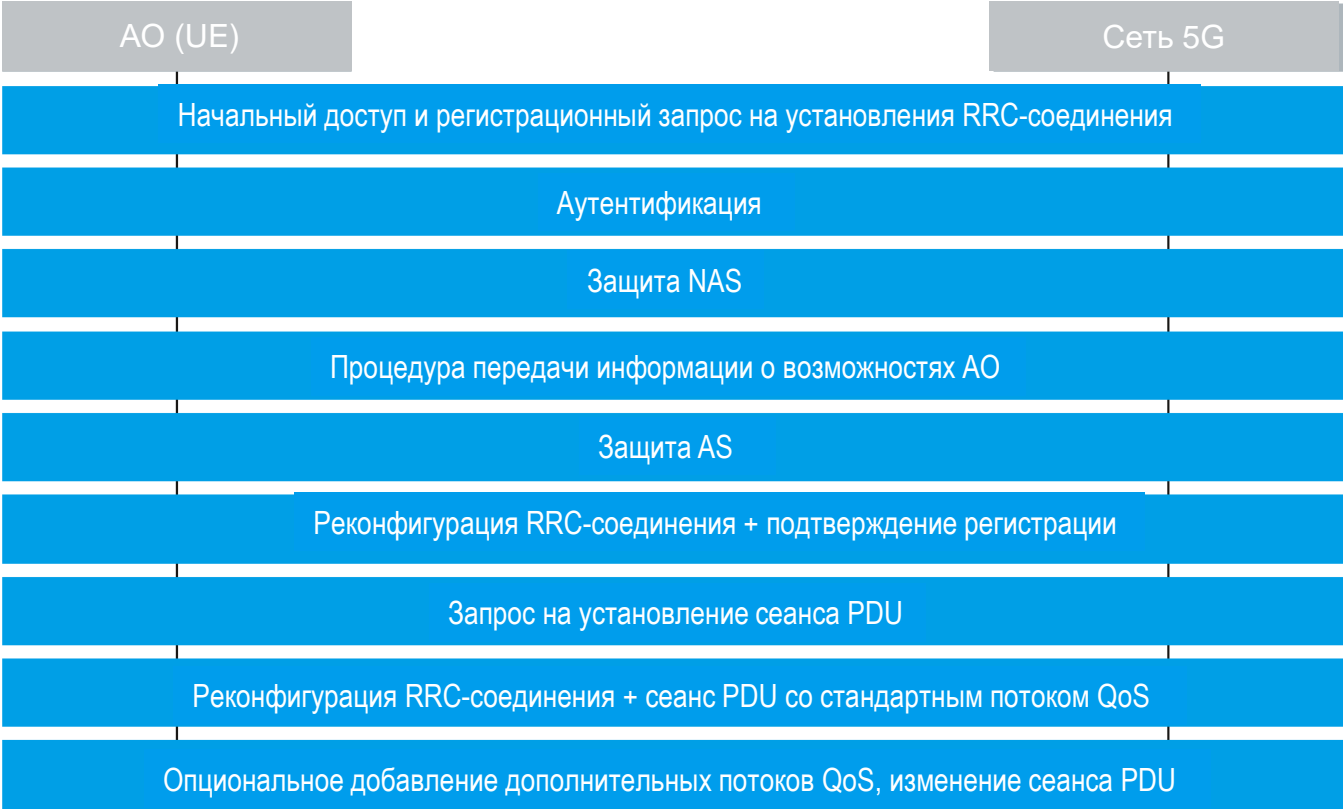 АО (UE)
Сеть 5G
Начальный доступ и регистрационный запрос на установления RRC-соединения
Аутентификация
Защита NAS
Процедура передачи информации о возможностях АО
Защита AS
Реконфигурация RRC-соединения + подтверждение регистрации
Запрос на установление сеанса PDU
Реконфигурация RRC-соединения + сеанс PDU со стандартным потоком QoS
Опциональное добавление дополнительных потоков QoS, изменение сеанса PDU